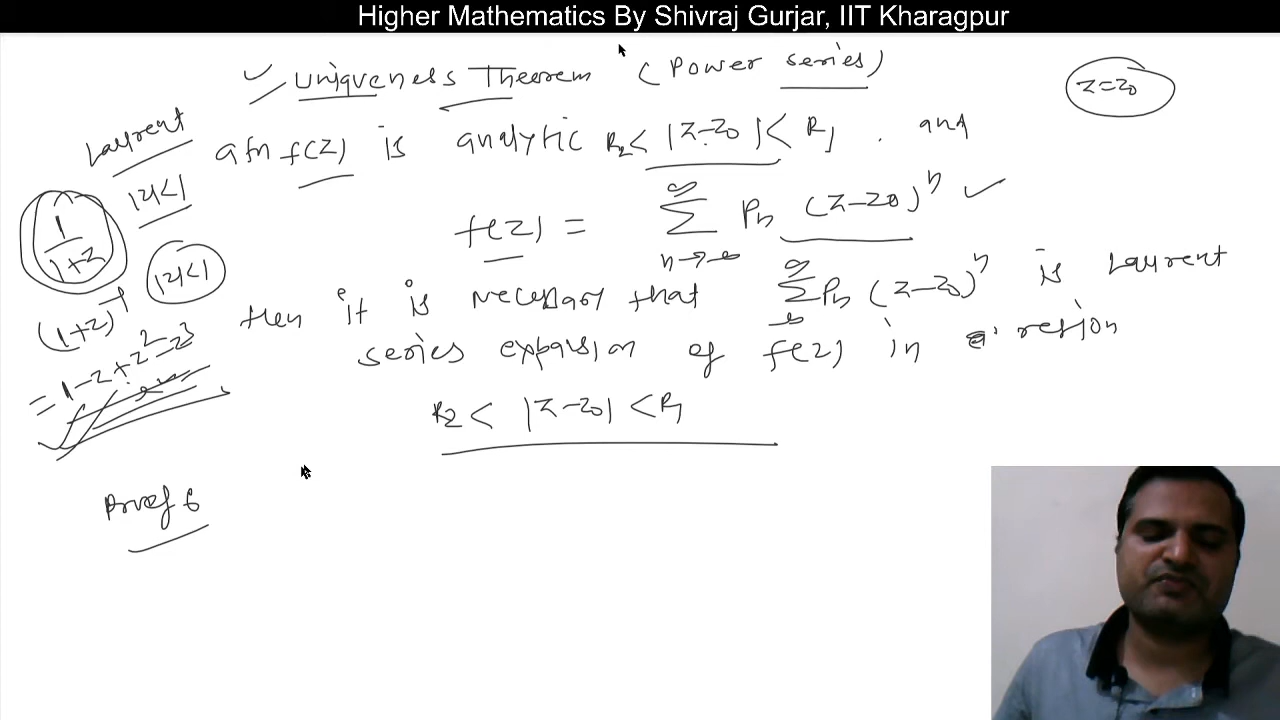 Higher Mathematics By Shivraj Gurjar, IIT Kharagpur
✓ Uniqueness Theorem (Power series)
z=z0
Laurent
a fn f(z) is analytic R2 < |z-z0| < R1 . and
|z|<1
f(z) = ∞ Σ n→-∞ Pn (z-z0)^n ✓
1/1+z
|z|<1
then it is necessary that ∞ Σ -∞ Pn (z-z0)^n is Laurent
(1+z)^-1
series expansion of f(z) in a region
= 1-z+z^2-z^3
R2 < |z-z0| < R1
Proof :